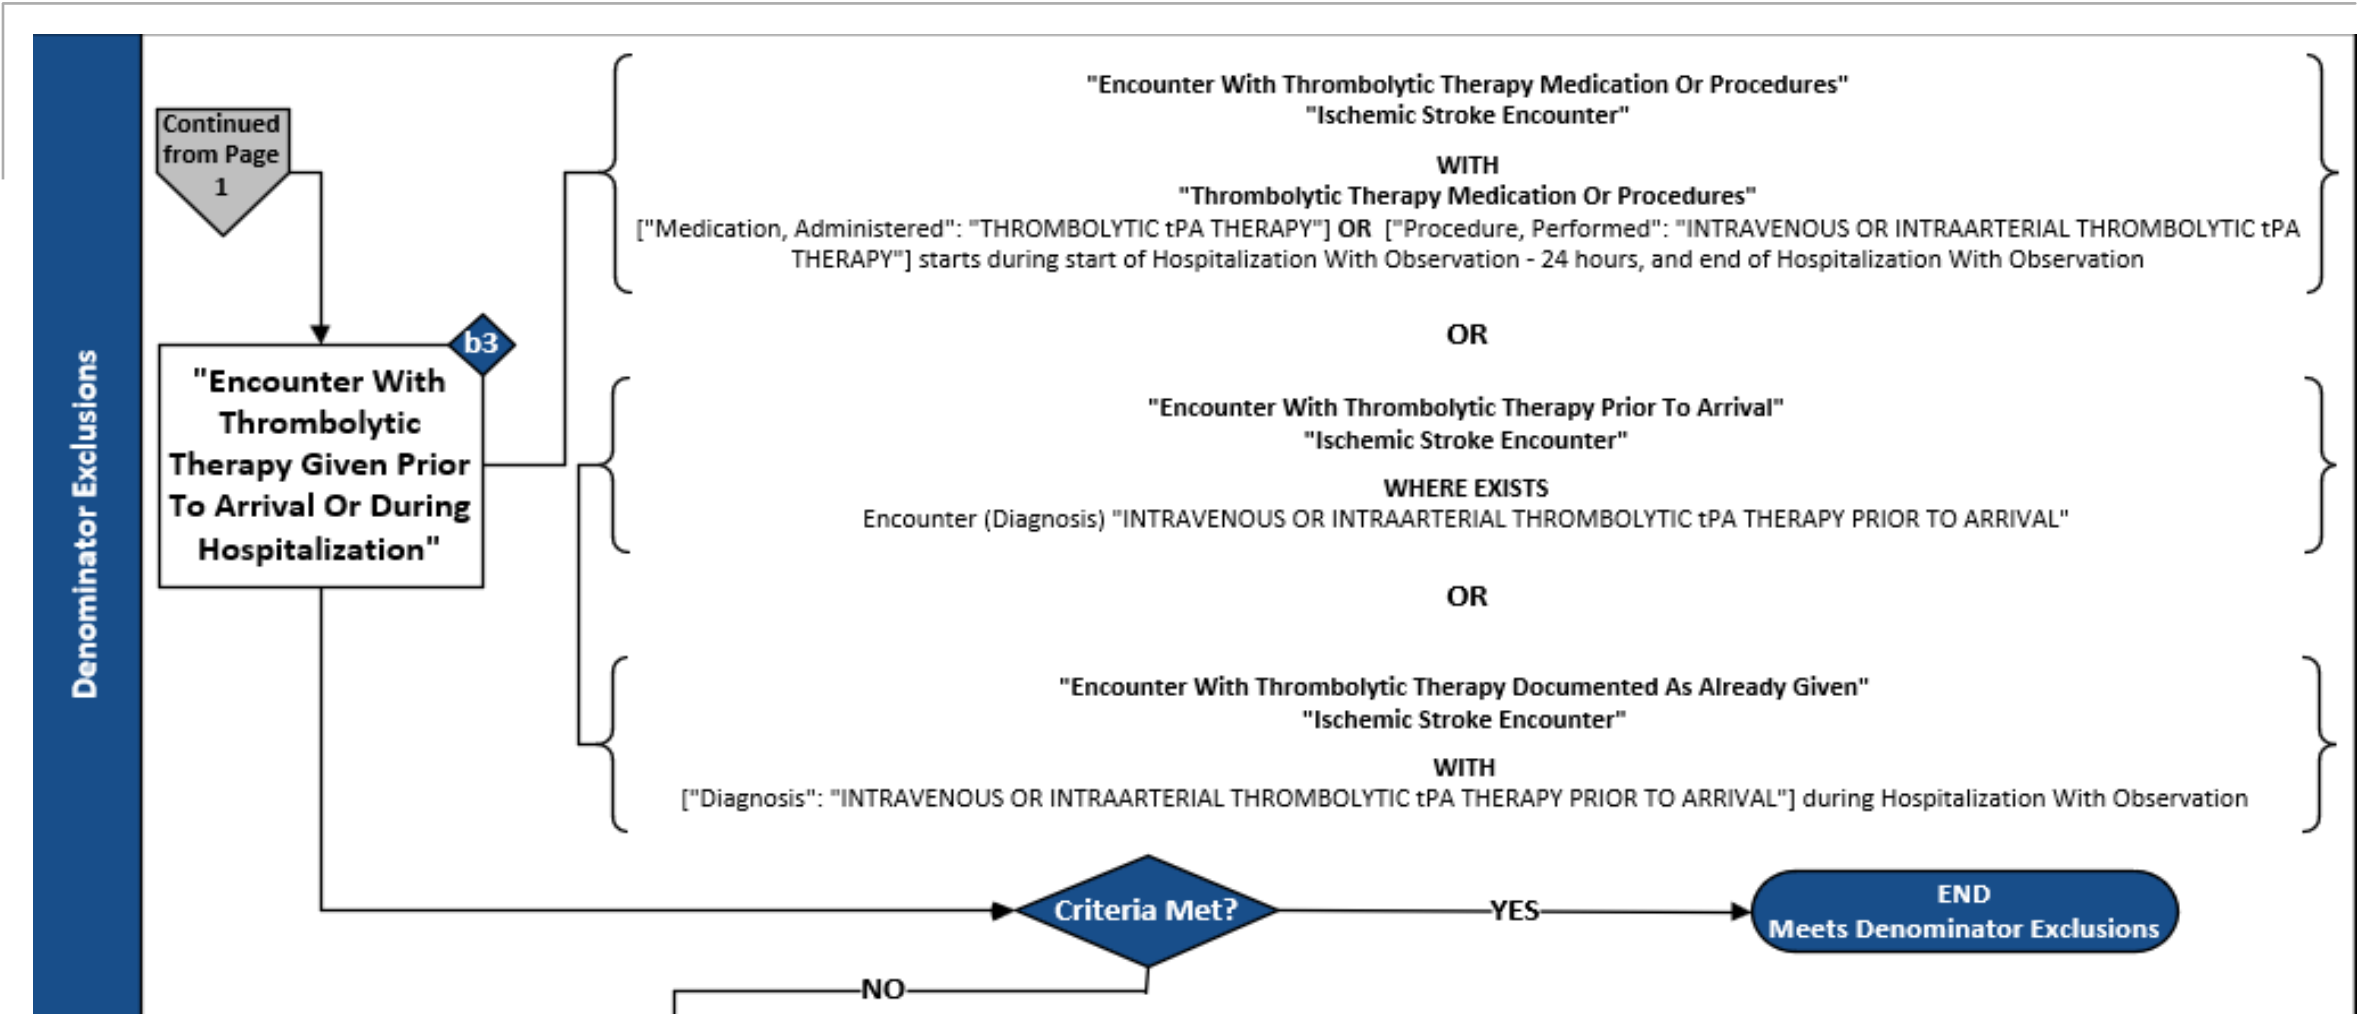 Denominator Exclusions
Continued
from Page
1
b3
"Encounter With
Thrombolytic
Therapy Given Prior
To Arrival Or During
Hospitalization"
"Encounter With Thrombolytic Therapy Medication Or Procedures"
"Ischemic Stroke Encounter"
WITH
"Thrombolytic Therapy Medication Or Procedures"
["Medication, Administered": "THROMBOLYTIC tPA THERAPY"] OR ["Procedure, Performed": "INTRAVENOUS OR INTRAARTERIAL THROMBOLYTIC tPA
THERAPY"] starts during start of Hospitalization With Observation - 24 hours, and end of Hospitalization With Observation
OR
"Encounter With Thrombolytic Therapy Prior To Arrival"
"Ischemic Stroke Encounter"
WHERE EXISTS
Encounter (Diagnosis) "INTRAVENOUS OR INTRAARTERIAL THROMBOLYTIC tPA THERAPY PRIOR TO ARRIVAL"
OR
"Encounter With Thrombolytic Therapy Documented As Already Given"
"Ischemic Stroke Encounter"
WITH
["Diagnosis": "INTRAVENOUS OR INTRAARTERIAL THROMBOLYTIC tPA THERAPY PRIOR TO ARRIVAL"] during Hospitalization With Observation
Criteria Met?
YES
END
Meets Denominator Exclusions
NO